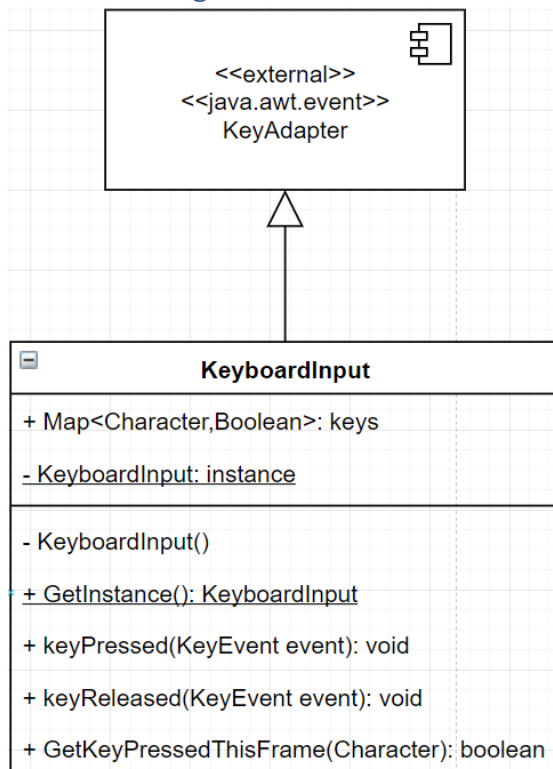 <<external>>
<<java.awt.event>>
KeyAdapter
KeyboardInput
+ Map<Character,Boolean>: keys
- KeyboardInput: instance
- KeyboardInput()
+ GetInstance(): KeyboardInput
+ keyPressed(KeyEvent event): void
+ keyReleased(KeyEvent event): void
+ GetKeyPressedThisFrame(Character): boolean